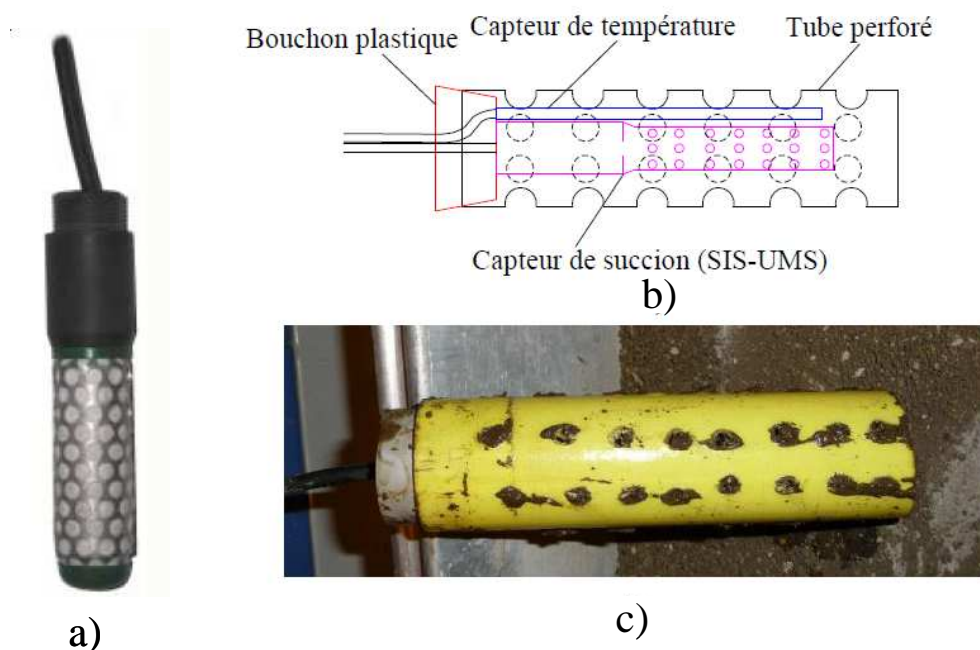 Bouchon plastique
Capteur de température
Tube perforé
Capteur de succion (SIS-UMS)
b)
a)
c)